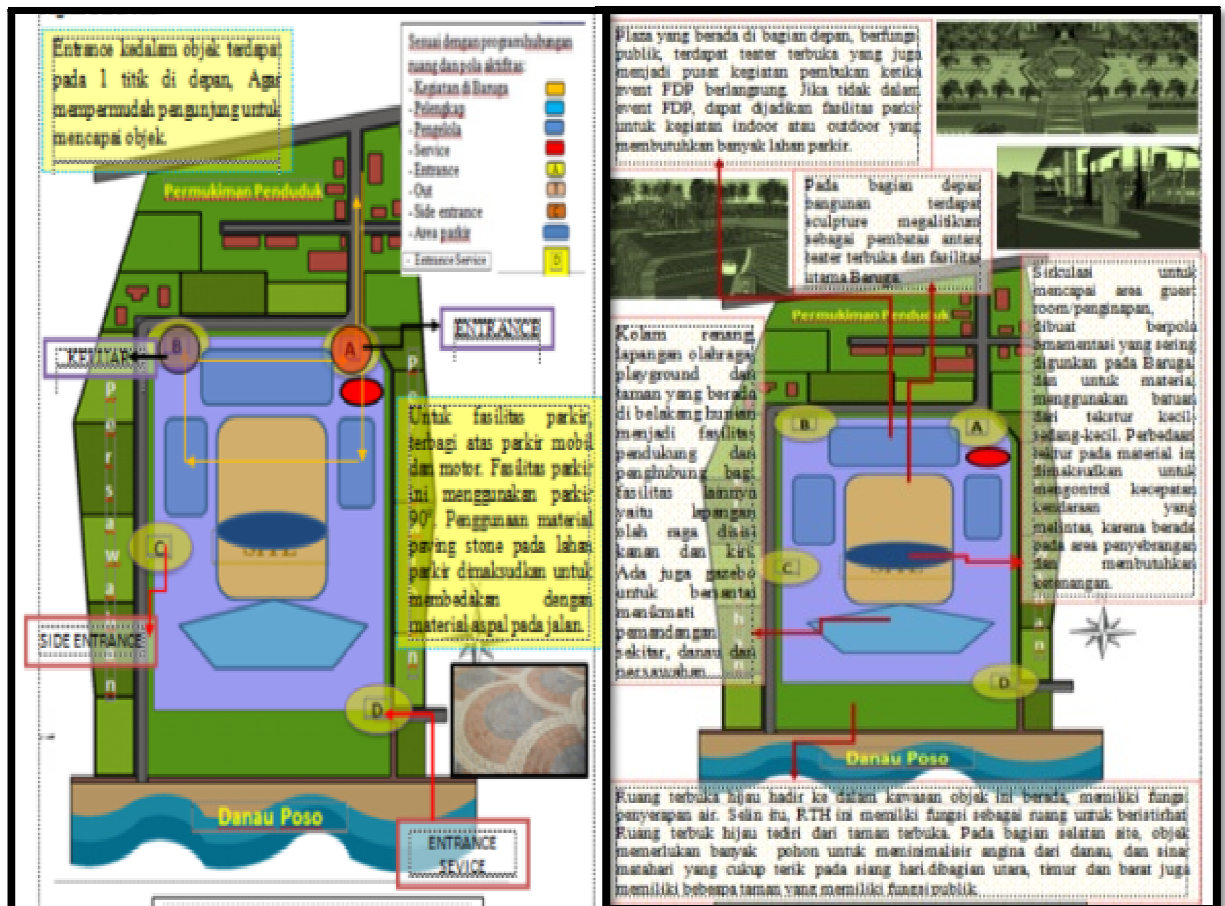 Entrance kedalam objek terdapat
pada 1 titik di depan, Agar
mempermudah pengunjung untuk
mencapai objek.
Sesuai dengan program hubungan
ruang dan pola aktifitas:
- Kegiatan di Baruga
- Pelengkap
- Pengelola
- Service
- Entrance
A
- Out
B
- Side entrance
C
- Area parkir
- Entrance Service
D
Permukiman Penduduk
KELUAR
B
A
ENTRANCE
Persawahan
Untuk fasilitas parkir,
terbagi atas parkir mobil
dan motor. Fasilitas parkir
ini menggunakan parkir
90°. Penggunaan material
paving stone pada lahan
parkir dimaksudkan untuk
membedakan dengan
material aspal pada jalan.
SITE
C
SIDE ENTRANCE
D
Danau Poso
ENTRANCE
SEVICE
Plaza yang berada di bagian depan, berfungsi
publik, terdapat teater terbuka yang juga
menjadi pusat kegiatan pembukan ketika
event FDP berlangsung. Jika tidak dalam
event FDP, dapat dijadikan fasilitas parkir
untuk kegiatan indoor atau outdoor yang
membutuhkan banyak lahan parkir.
Pada bagian depan
bangunan terdapat
sculpture megalitikum
sebagai pembatas antara
teater terbuka dan fasilitas
utama Baruga.
Sirkulasi untuk
mencapai area guest
room/penginapan,
dibuat berpola
ornamentasi yang sering
digunkan pada Baruga,
dan untuk material
menggunakan batuan
dari tekstur kecil-
sedang-kecil. Perbedaan
tektur pada material ini
dimaksudkan untuk
mengontrol kecepatan
kendaraan yang
melintas, karena berada
pada area penyebrangan
dan membutuhkan
ketenangan.
Kolam renang,
lapangan olahraga,
playground dan
taman yang berada
di belakang hunian
menjadi fasilitas
pendukung dan
penghubung bagi
fasilitas lainnya
yaitu lapangan
olah raga disisi
kanan dan kiri.
Ada juga gazebo
untuk bersantai
menikmati
pemandangan
sekitar, danau dan
persawahan.
Permukiman Penduduk
B
A
C
D
Danau Poso
Ruang terbuka hijau hadir ke dalam kawasan objek ini berada, memiliki fungsi
penyerapan air. Selin itu, RTH ini memiliki fungsi sebagai ruang untuk beristirhat.
Ruang terbuk hijau tediri dari taman terbuka. Pada bagian selatan site, objek
memerlukan banyak pohon untuk meminimalisir angina dari danau, dan sinar
matahari yang cukup terik pada siang hari.dibagian utara, timur dan barat juga
memiliki bebeapa taman yang memiliki fungsi publik.